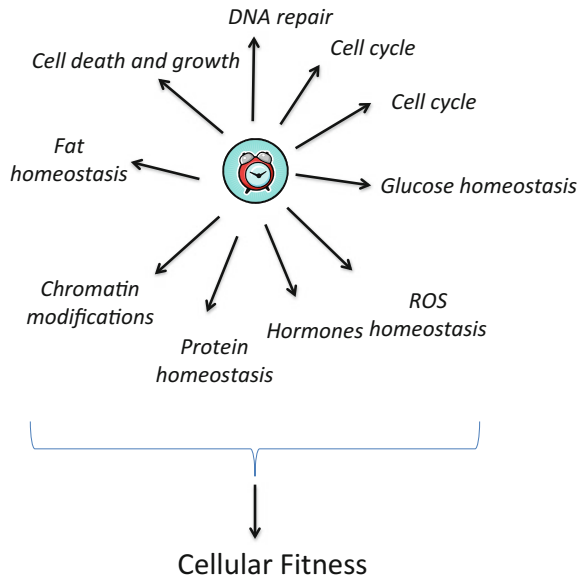 DNA repair
Cell cycle
Cell death and growth
Cell cycle
Fat
homeostasis
Glucose homeostasis
Chromatin
modifications
ROS
homeostasis
Hormones
Protein
homeostasis
Cellular Fitness